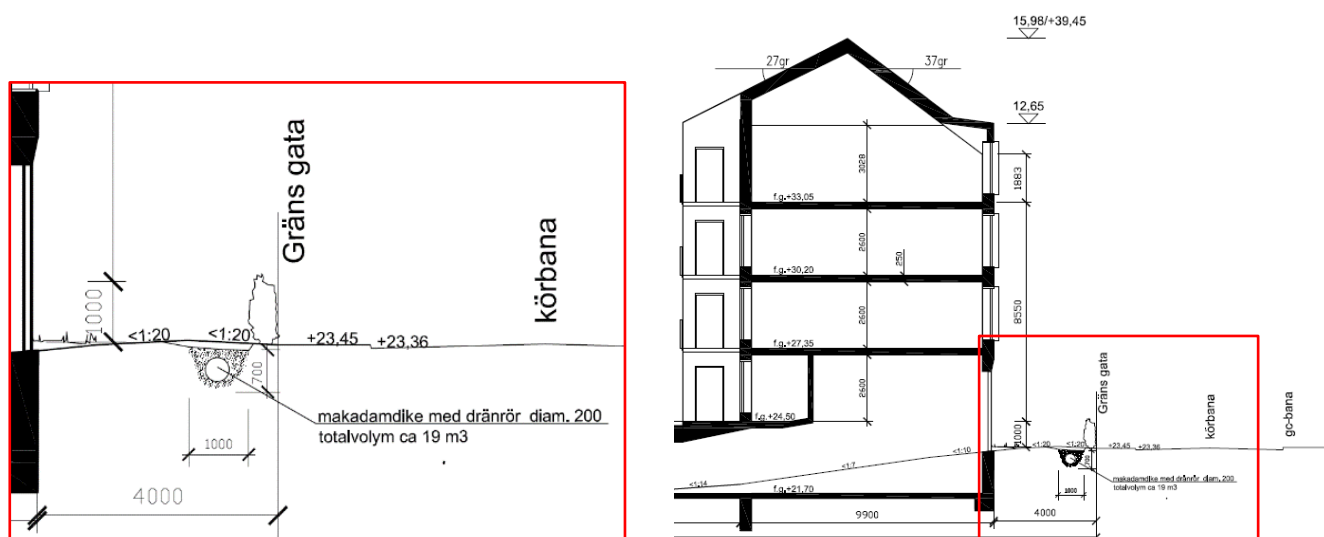 1000
<1:20
<1:20
+23,45
+23,36
Gräns gata
körbana
700
makadamdike med dränrör diam. 200
totalvolym ca 19 m3
1000
4000
15,98/+39,45
27gr
37gr
12,65
3028
1883
f.g.+33,05
2600
250
f.g.+30,20
8550
2600
f.g.+27,35
2600
f.g.+24,50
1000
<1:20
<1:20
+23,45
+23,36
Gräns gata
körbana
gc-bana
<1:10
<1:7
<1:14
700
makadamdike med dränrör diam. 200
totalvolym ca 19 m3
1000
f.g.+21,70
9900
4000